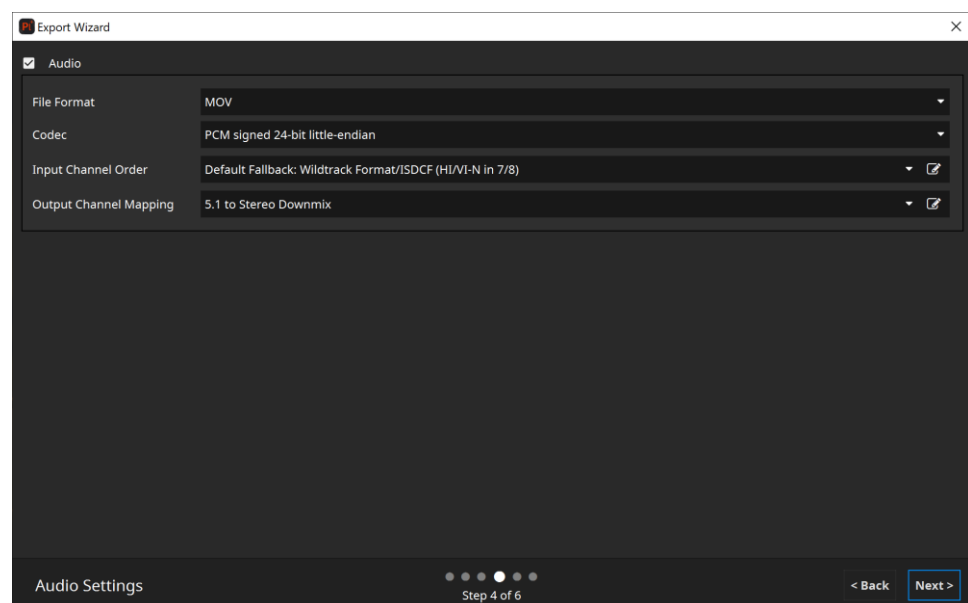 Export Wizard
Audio
File Format MOV
Codec PCM signed 24-bit little-endian
Input Channel Order Default Fallback: Wildtrack Format/ISDCF (HI/VI-N in 7/8)
Output Channel Mapping 5.1 to Stereo Downmix
Audio Settings
Step 4 of 6
< Back Next >